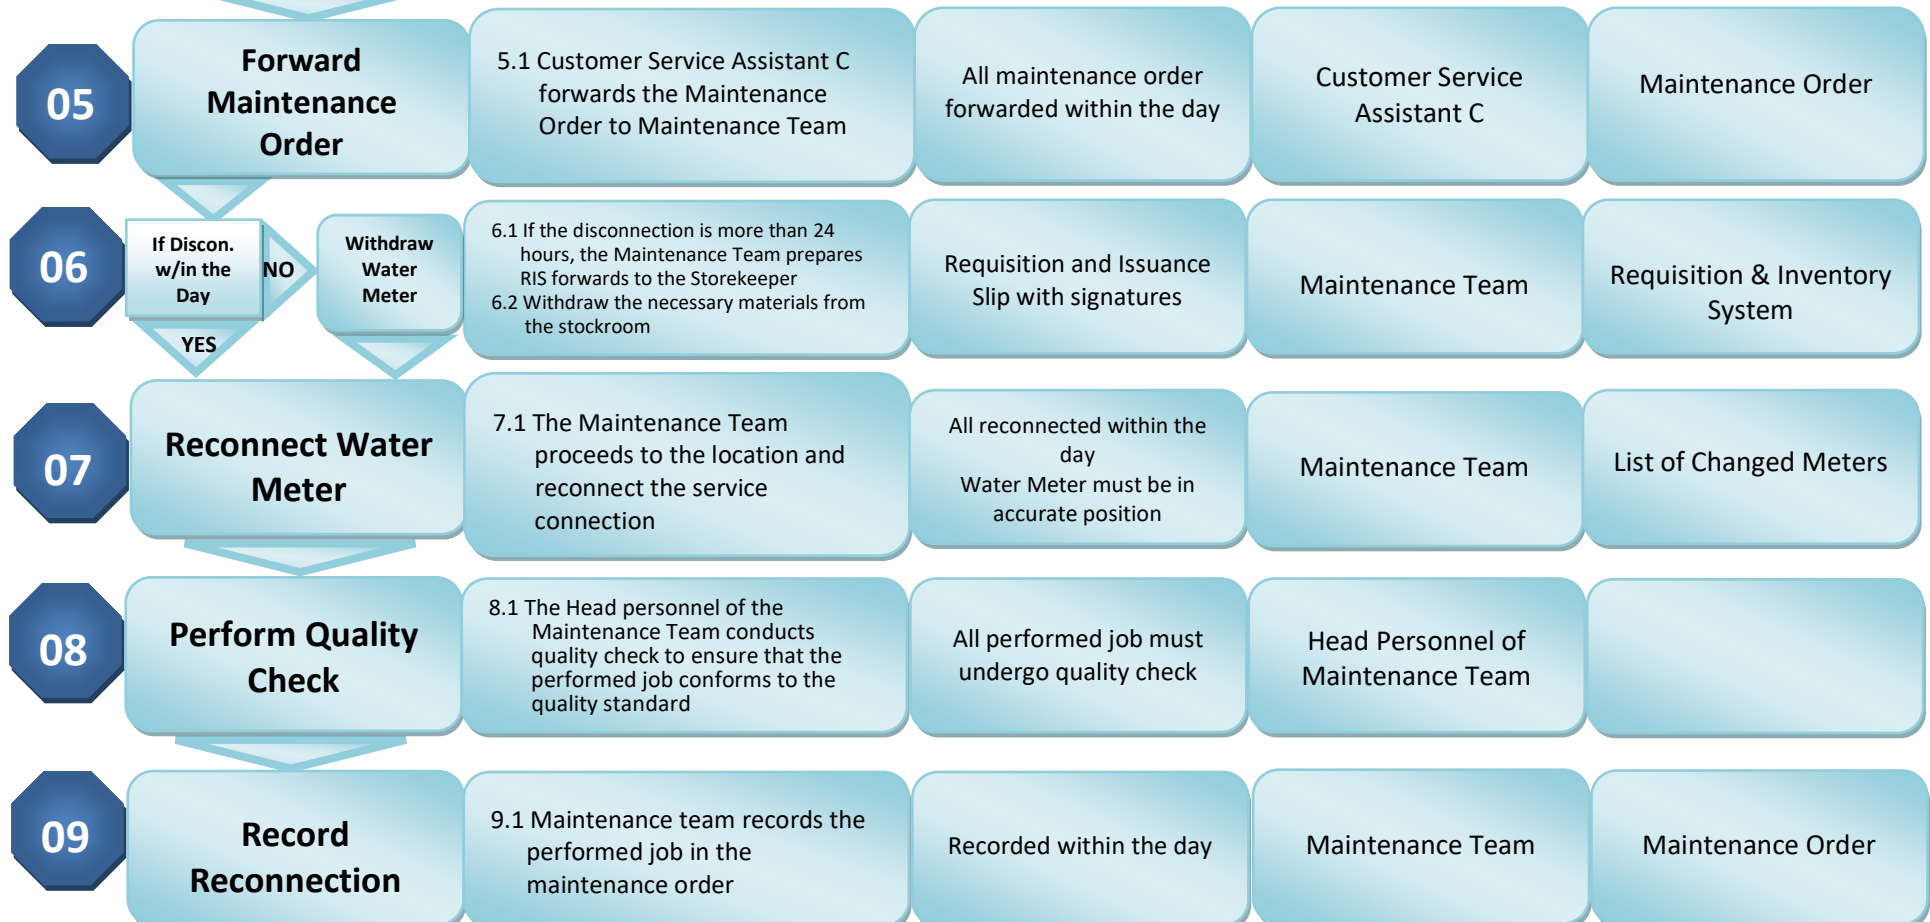 05
Forward
Maintenance
Order
5.1 Customer Service Assistant C
forwards the Maintenance
Order to Maintenance Team
All maintenance order
forwarded within the day
Customer Service
Assistant C
Maintenance Order
06
If Discon.
w/in the
Day
NO
YES
Withdraw
Water
Meter
6.1 If the disconnection is more than 24
hours, the Maintenance Team prepares
RIS forwards to the Storekeeper
6.2 Withdraw the necessary materials from
the stockroom
Requisition and Issuance
Slip with signatures
Maintenance Team
Requisition & Inventory
System
07
Reconnect Water
Meter
7.1 The Maintenance Team
proceeds to the location and
reconnect the service
connection
All reconnected within the
day
Water Meter must be in
accurate position
Maintenance Team
List of Changed Meters
08
Perform Quality
Check
8.1 The Head personnel of the
Maintenance Team conducts
quality check to ensure that the
performed job conforms to the
quality standard
All performed job must
undergo quality check
Head Personnel of
Maintenance Team
09
Record
Reconnection
9.1 Maintenance team records the
performed job in the
maintenance order
Recorded within the day
Maintenance Team
Maintenance Order